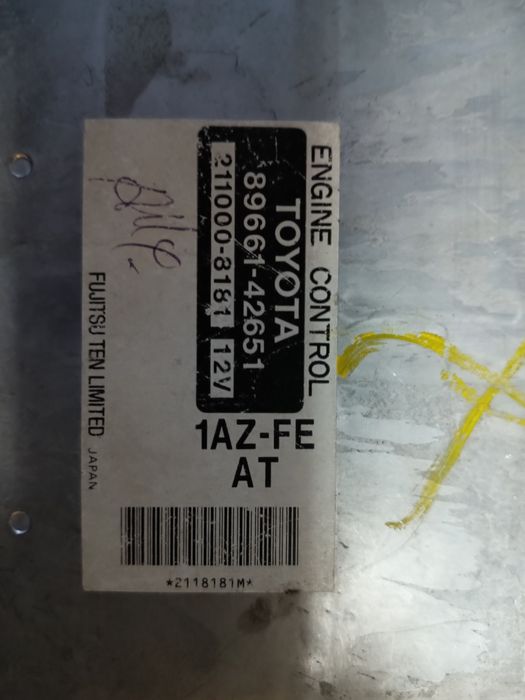 ENGINE CONTROL
TOYOTA
89661-42651
211000-8181 12V
FUJITSU TEN LIMITED JAPAN
1AZ-FE
AT
*2118181M*